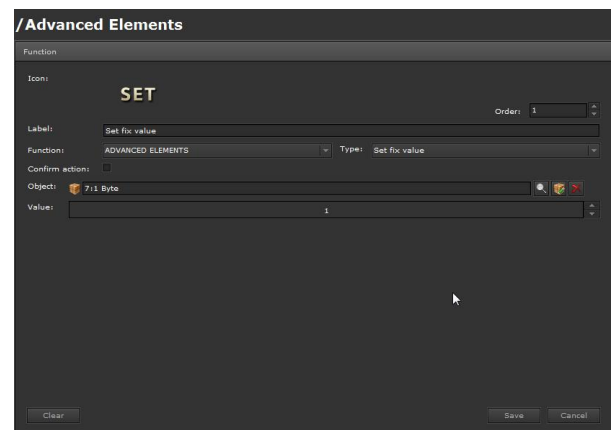 /Advanced Elements
Function
Icon:
SET
Order: 1
Label: Set fix value
Function: ADVANCED ELEMENTS Type: Set fix value
Confirm action:
Object: 7:1 Byte
Value: 1
Clear Save Cancel